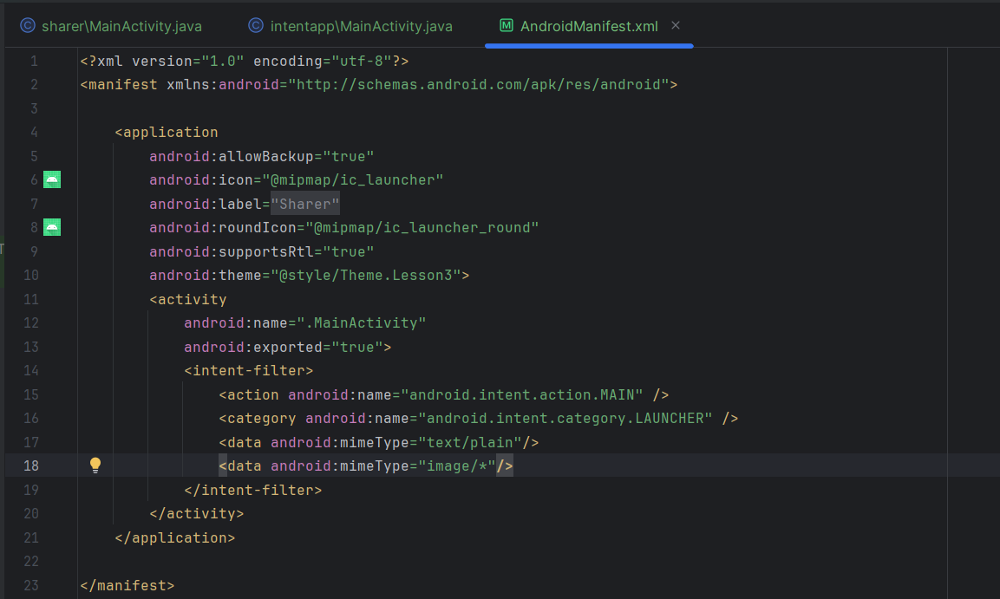 sharer\MainActivity.java intentapp\MainActivity.java AndroidManifest.xml
1 <?xml version="1.0" encoding="utf-8"?>
2 <manifest xmlns:android="http://schemas.android.com/apk/res/android">
3
4 <application
5 android:allowBackup="true"
6 android:icon="@mipmap/ic_launcher"
7 android:label="Sharer"
8 android:roundIcon="@mipmap/ic_launcher_round"
9 android:supportsRtl="true"
10 android:theme="@style/Theme.Lesson3">
11 <activity
12 android:name=".MainActivity"
13 android:exported="true">
14 <intent-filter>
15 <action android:name="android.intent.action.MAIN" />
16 <category android:name="android.intent.category.LAUNCHER" />
17 <data android:mimeType="text/plain"/>
18 <data android:mimeType="image/*"/>
19 </intent-filter>
20 </activity>
21 </application>
22
23 </manifest>